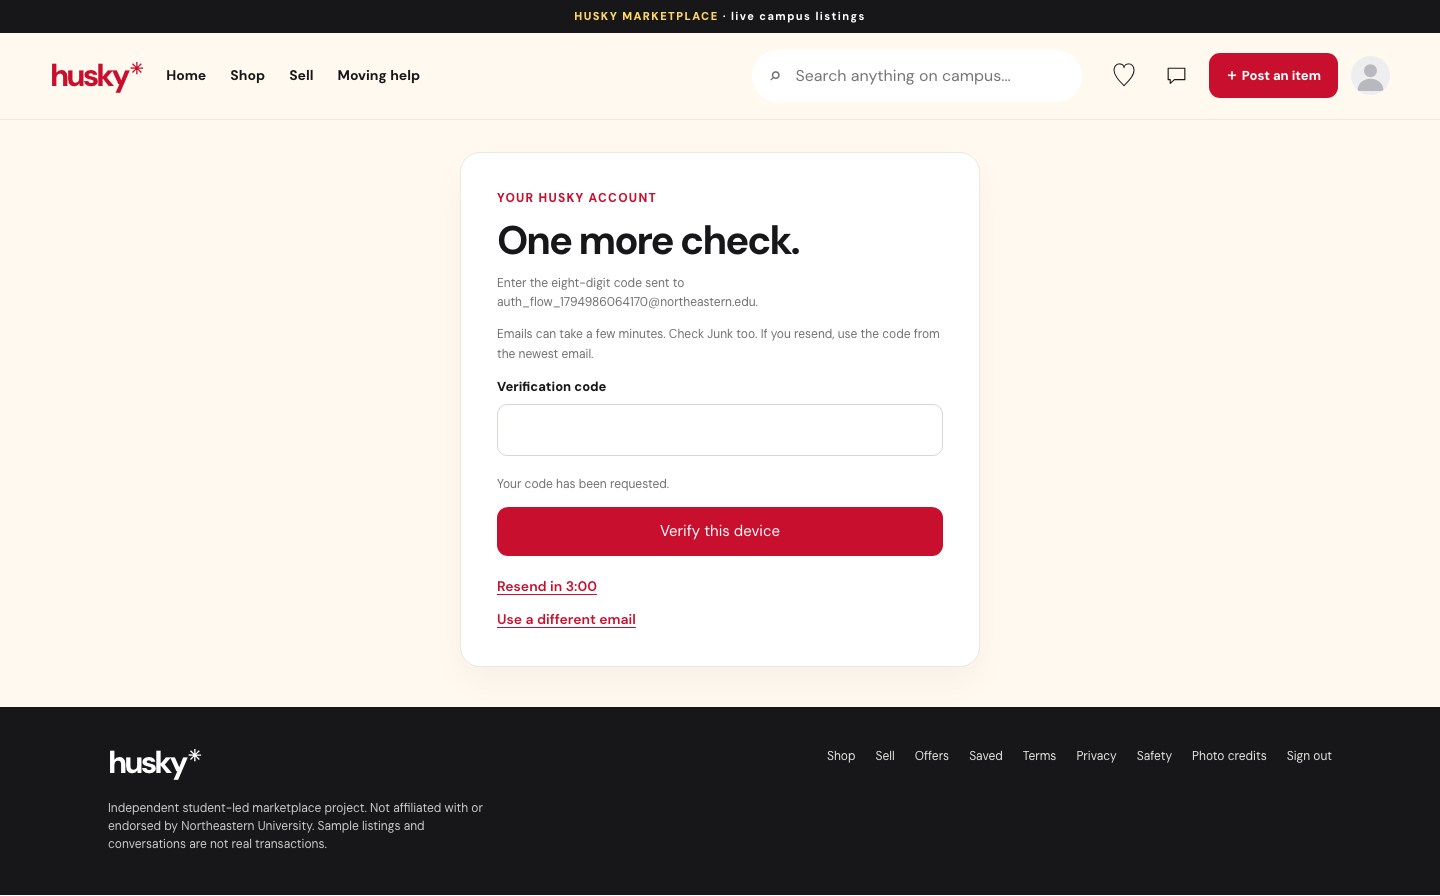 HUSKY MARKETPLACE · live campus listings
husky*
Home
Shop
Sell
Moving help
Search anything on campus...
+ Post an item
YOUR HUSKY ACCOUNT
One more check.
Enter the eight-digit code sent to
auth_flow_1794986064170@northeastern.edu.
Emails can take a few minutes. Check Junk too. If you resend, use the code from
the newest email.
Verification code
Your code has been requested.
Verify this device
Resend in 3:00
Use a different email
husky*
Shop
Sell
Offers
Saved
Terms
Privacy
Safety
Photo credits
Sign out
Independent student-led marketplace project. Not affiliated with or
endorsed by Northeastern University. Sample listings and
conversations are not real transactions.